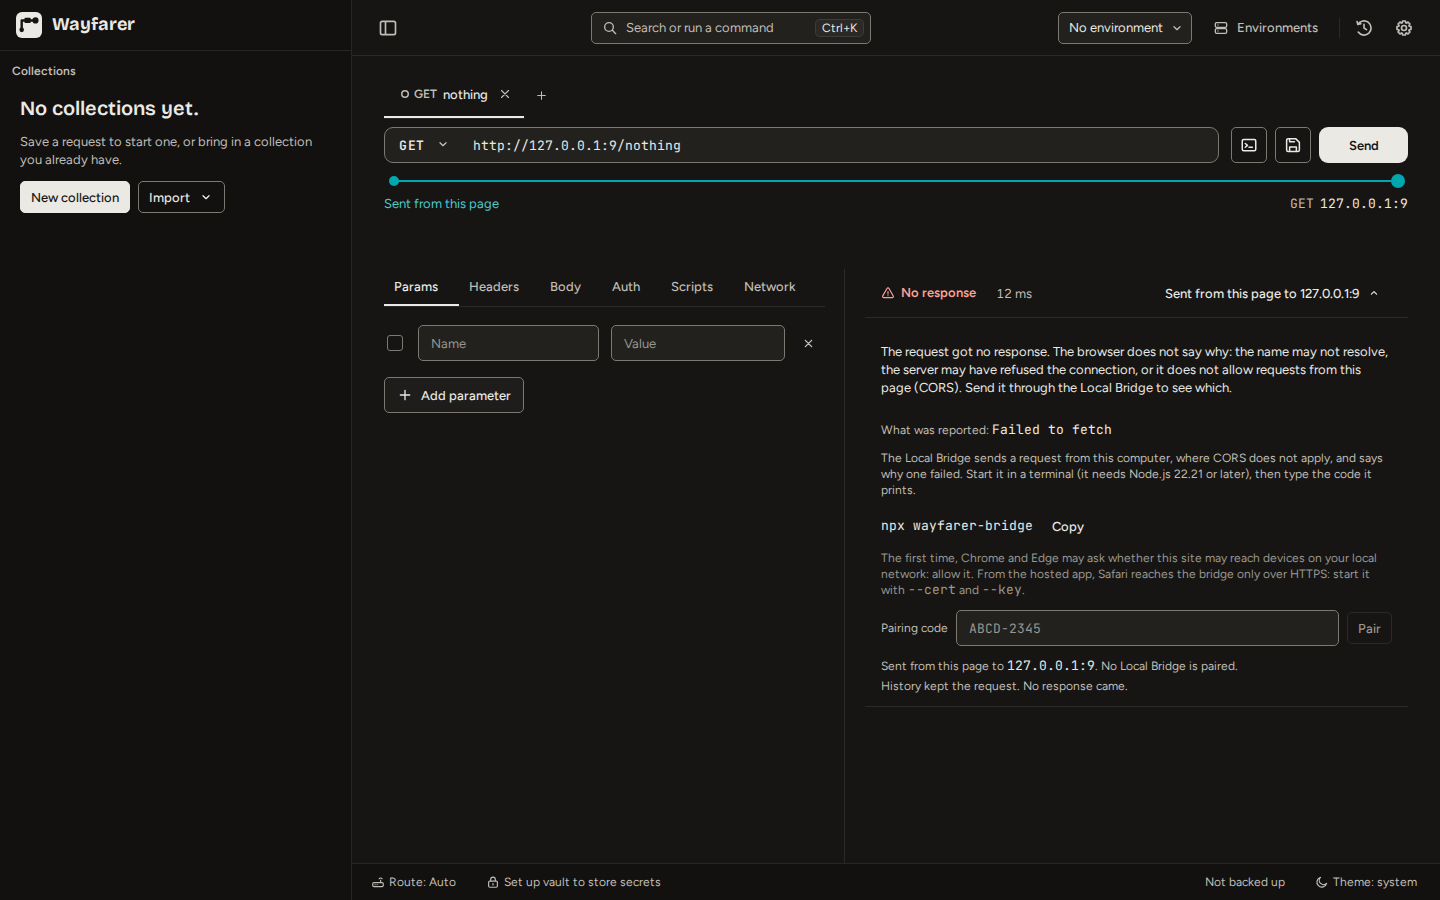 Wayfarer
Search or run a command
Ctrl+K
No environment
Environments
Collections
No collections yet.
Save a request to start one, or bring in a collection
you already have.
New collection
Import
GET nothing
GET
http://127.0.0.1:9/nothing
Send
Sent from this page
GET 127.0.0.1:9
Params
Headers
Body
Auth
Scripts
Network
Name
Value
Add parameter
No response
12 ms
Sent from this page to 127.0.0.1:9
The request got no response. The browser does not say why: the name may not resolve,
the server may have refused the connection, or it does not allow requests from this
page (CORS). Send it through the Local Bridge to see which.
What was reported: Failed to fetch
The Local Bridge sends a request from this computer, where CORS does not apply, and says
why one failed. Start it in a terminal (it needs Node.js 22.21 or later), then type the code it
prints.
npx wayfarer-bridge
Copy
The first time, Chrome and Edge may ask whether this site may reach devices on your local
network: allow it. From the hosted app, Safari reaches the bridge only over HTTPS: start it
with --cert and --key.
Pairing code
ABCD-2345
Pair
Sent from this page to 127.0.0.1:9. No Local Bridge is paired.
History kept the request. No response came.
Route: Auto
Set up vault to store secrets
Not backed up
Theme: system